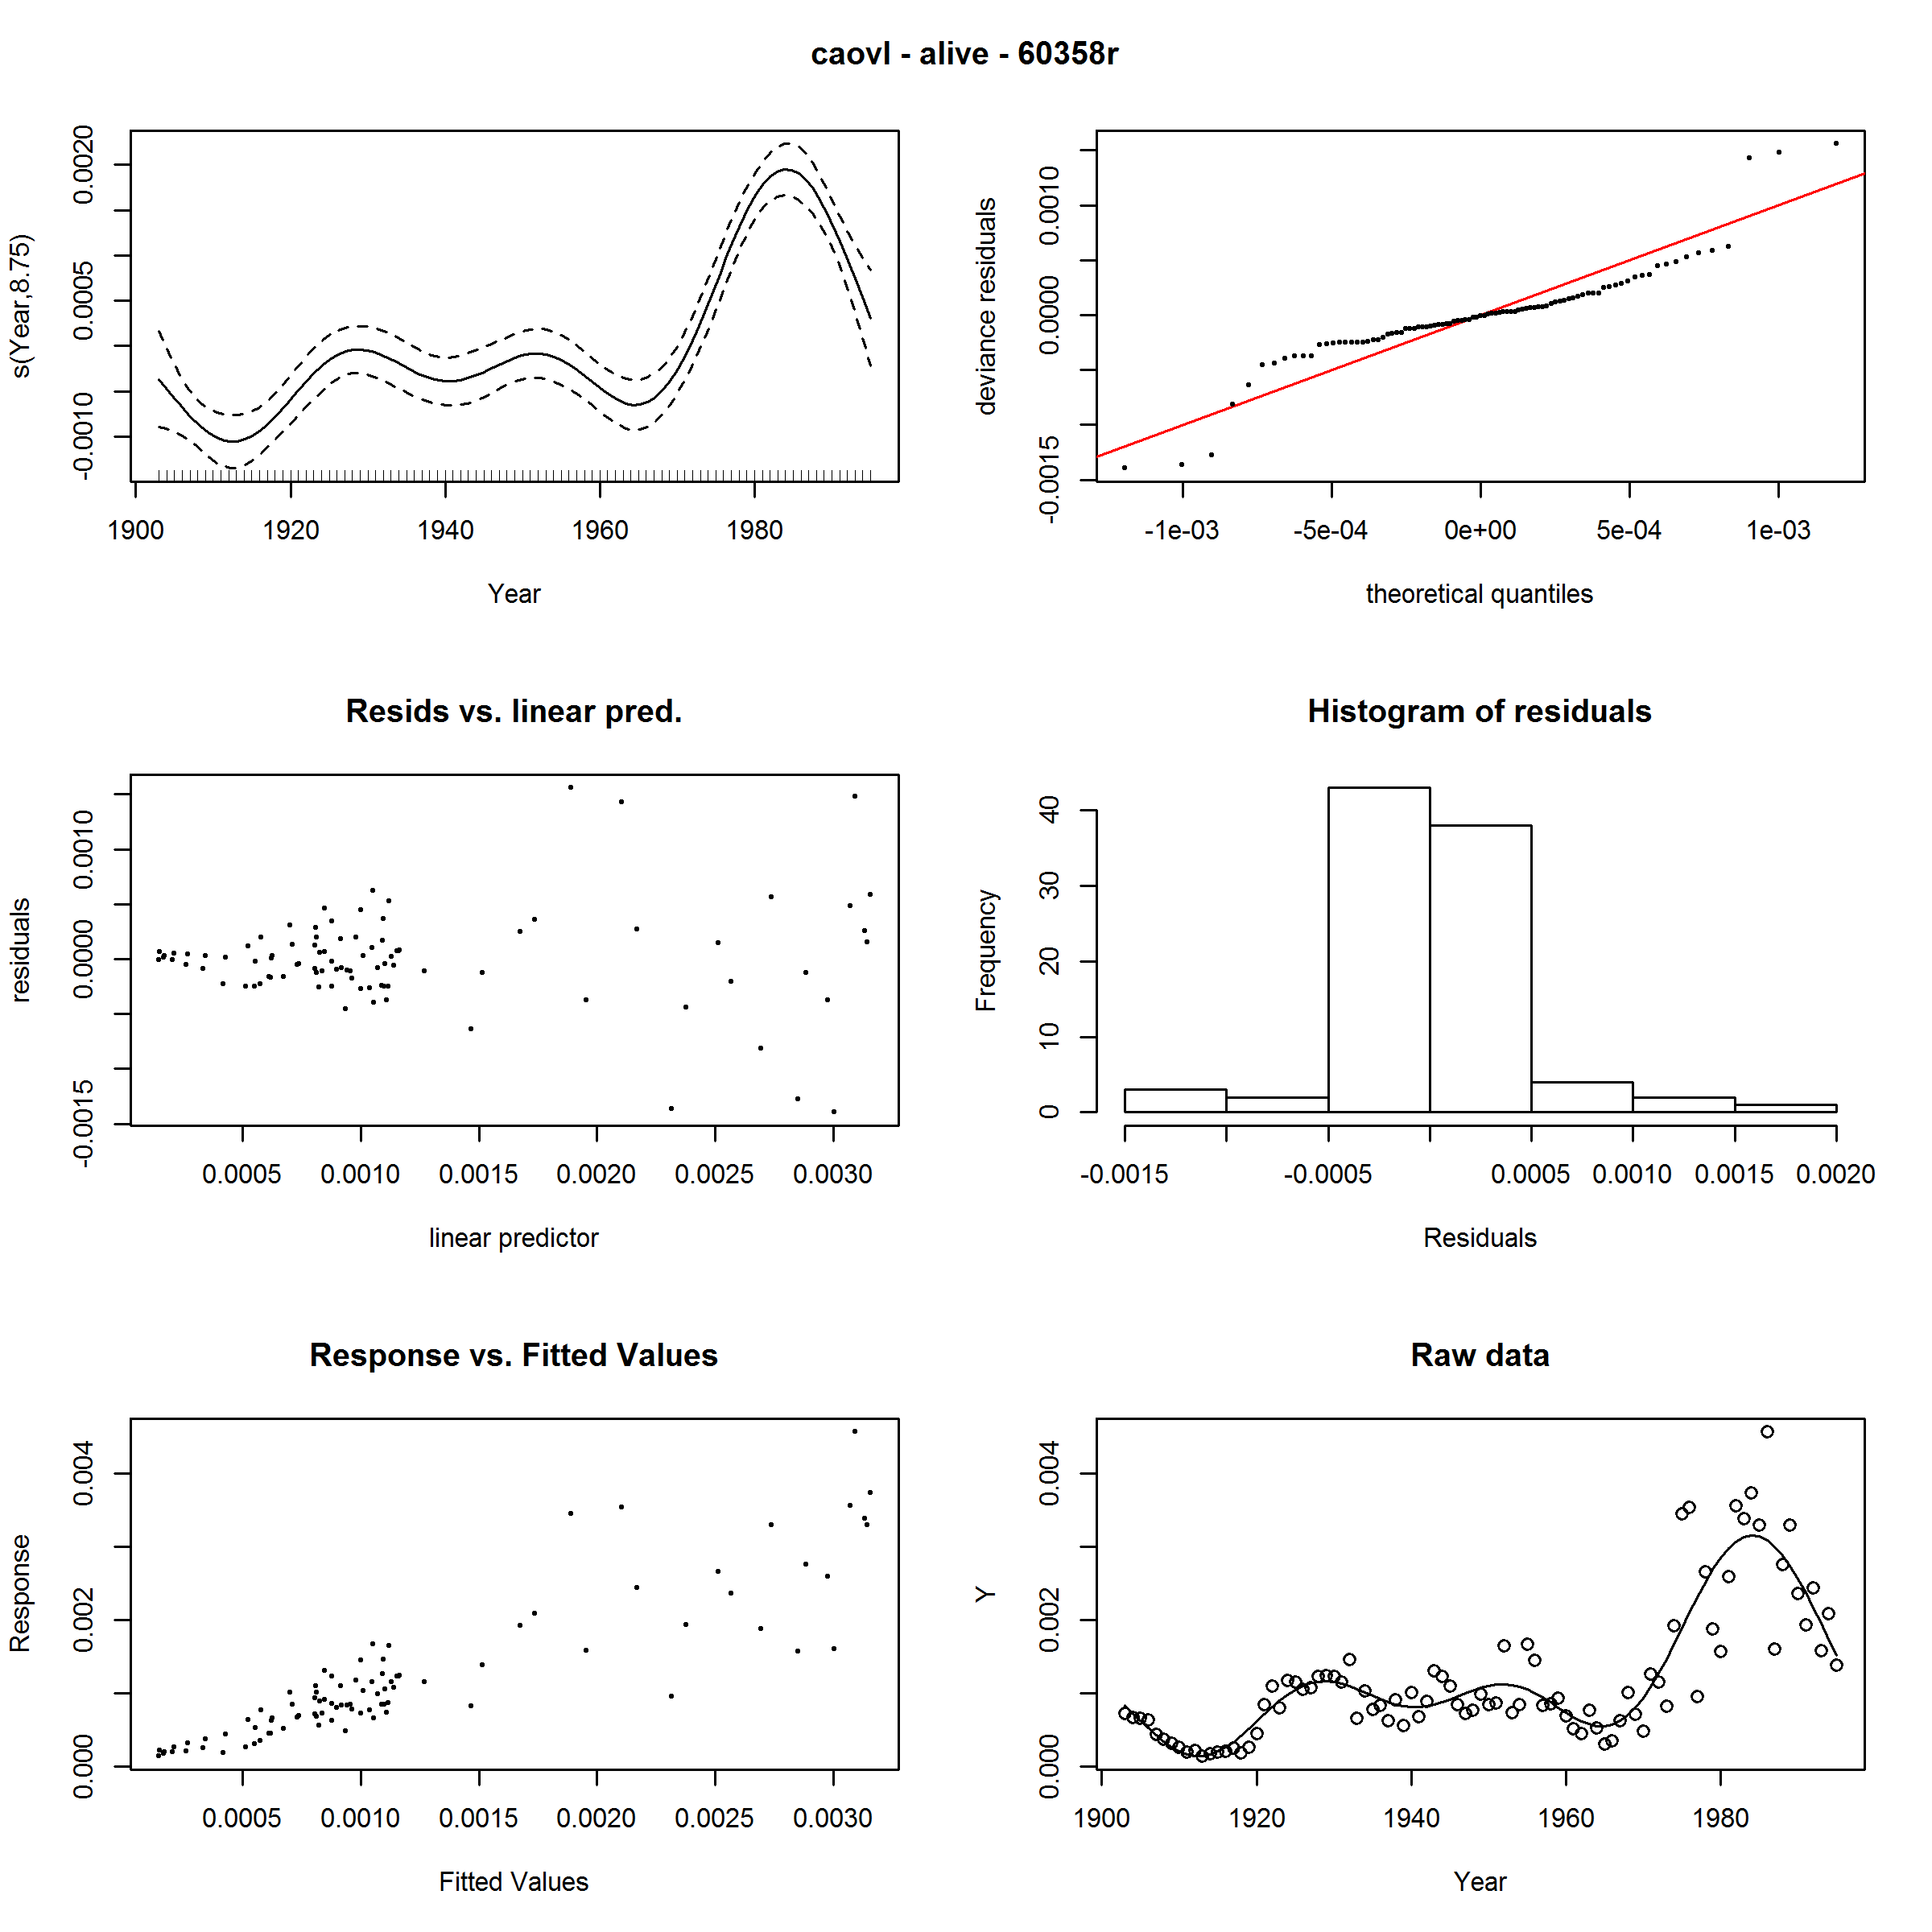 caovl - alive - 60358r
s(Year,8.75)
-0.0010 0.0005 0.0020
1900 1920 1940 1960 1980
Year
deviance residuals
-0.0015 0.0000 0.0010
-1e-03 -5e-04 0e+00 5e-04 1e-03
theoretical quantiles
Resids vs. linear pred.
residuals
-0.0015 0.0000 0.0010
0.0005 0.0010 0.0015 0.0020 0.0025 0.0030
linear predictor
Histogram of residuals
Frequency
0 10 20 30 40
-0.0015 -0.0005 0.0005 0.0010 0.0015 0.0020
Residuals
Response vs. Fitted Values
Response
0.000 0.002 0.004
0.0005 0.0010 0.0015 0.0020 0.0025 0.0030
Fitted Values
Raw data
Y
0.000 0.002 0.004
1900 1920 1940 1960 1980
Year